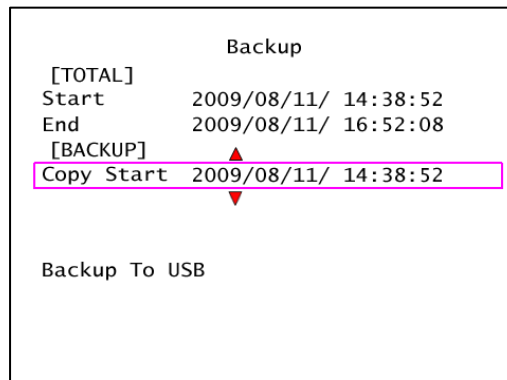 Backup
[TOTAL]
Start 2009/08/11/ 14:38:52
End 2009/08/11/ 16:52:08
[BACKUP]
Copy Start 2009/08/11/ 14:38:52
Backup To USB